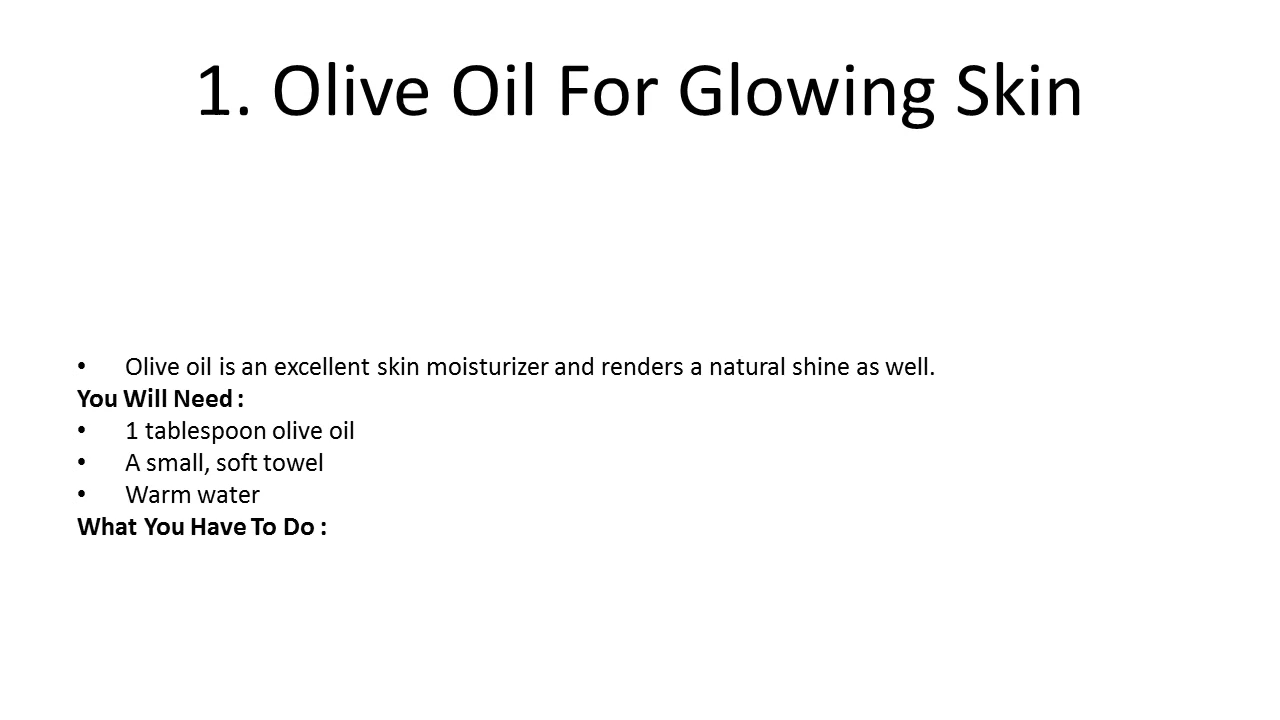 1. Olive Oil For Glowing Skin
• Olive oil is an excellent skin moisturizer and renders a natural shine as well.
You Will Need :
• 1 tablespoon olive oil
• A small, soft towel
• Warm water
What You Have To Do :